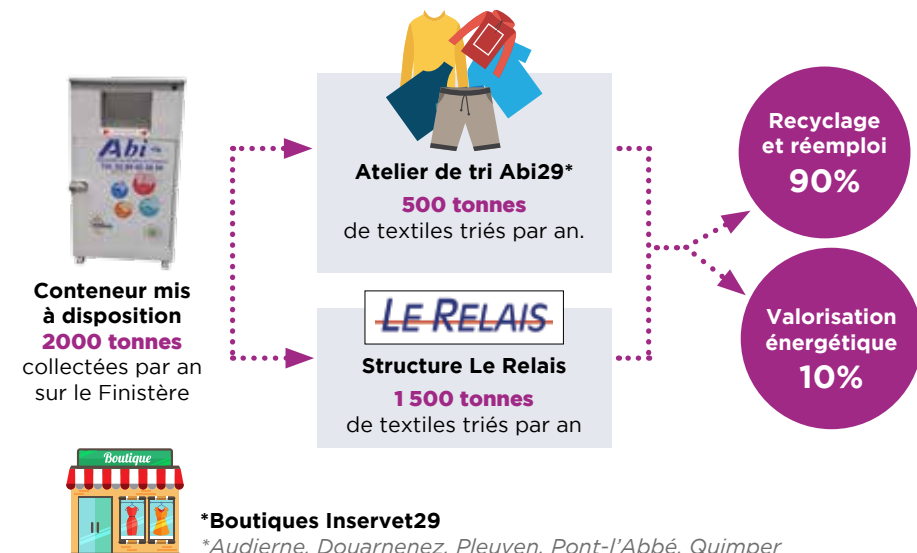 Abi
Conteneur mis
à disposition
2000 tonnes
collectées par an
sur le Finistère
Atelier de tri Abi29*
500 tonnes
de textiles triés par an.
LE RELAIS
Structure Le Relais
1 500 tonnes
de textiles triés par an
Recyclage
et réemploi
90%
Valorisation
énergétique
10%
Boutique
*Boutiques Inservet29
*Audierne, Douarnenez, Pleuven, Pont-l'Abbé, Quimper